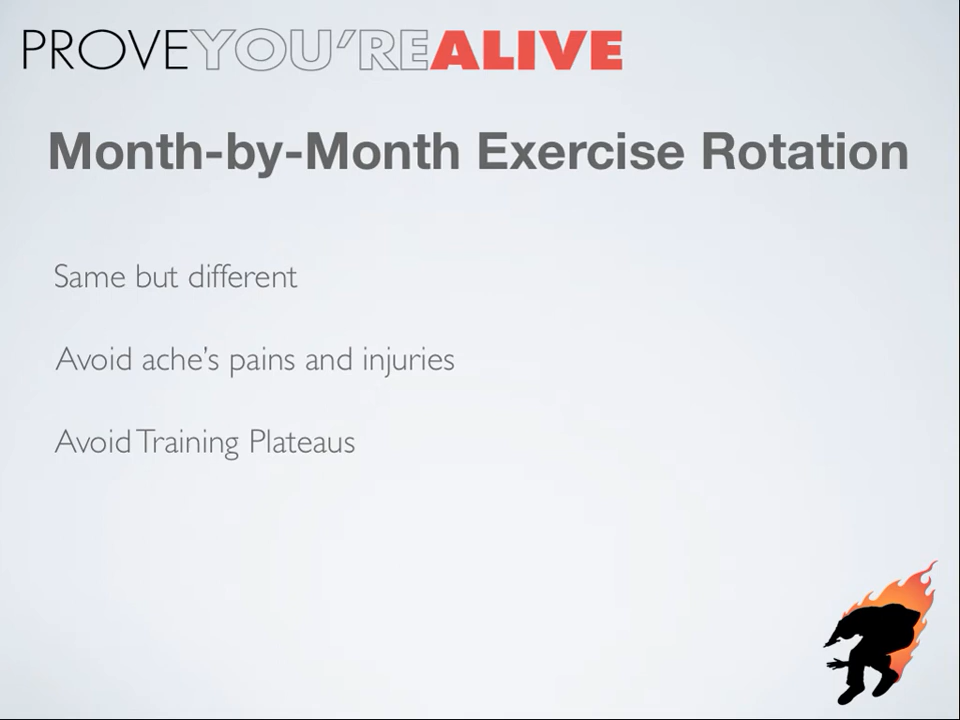 PROVEYOU'REALIVE
Month-by-Month Exercise Rotation
Same but different
Avoid ache's pains and injuries
Avoid Training Plateaus